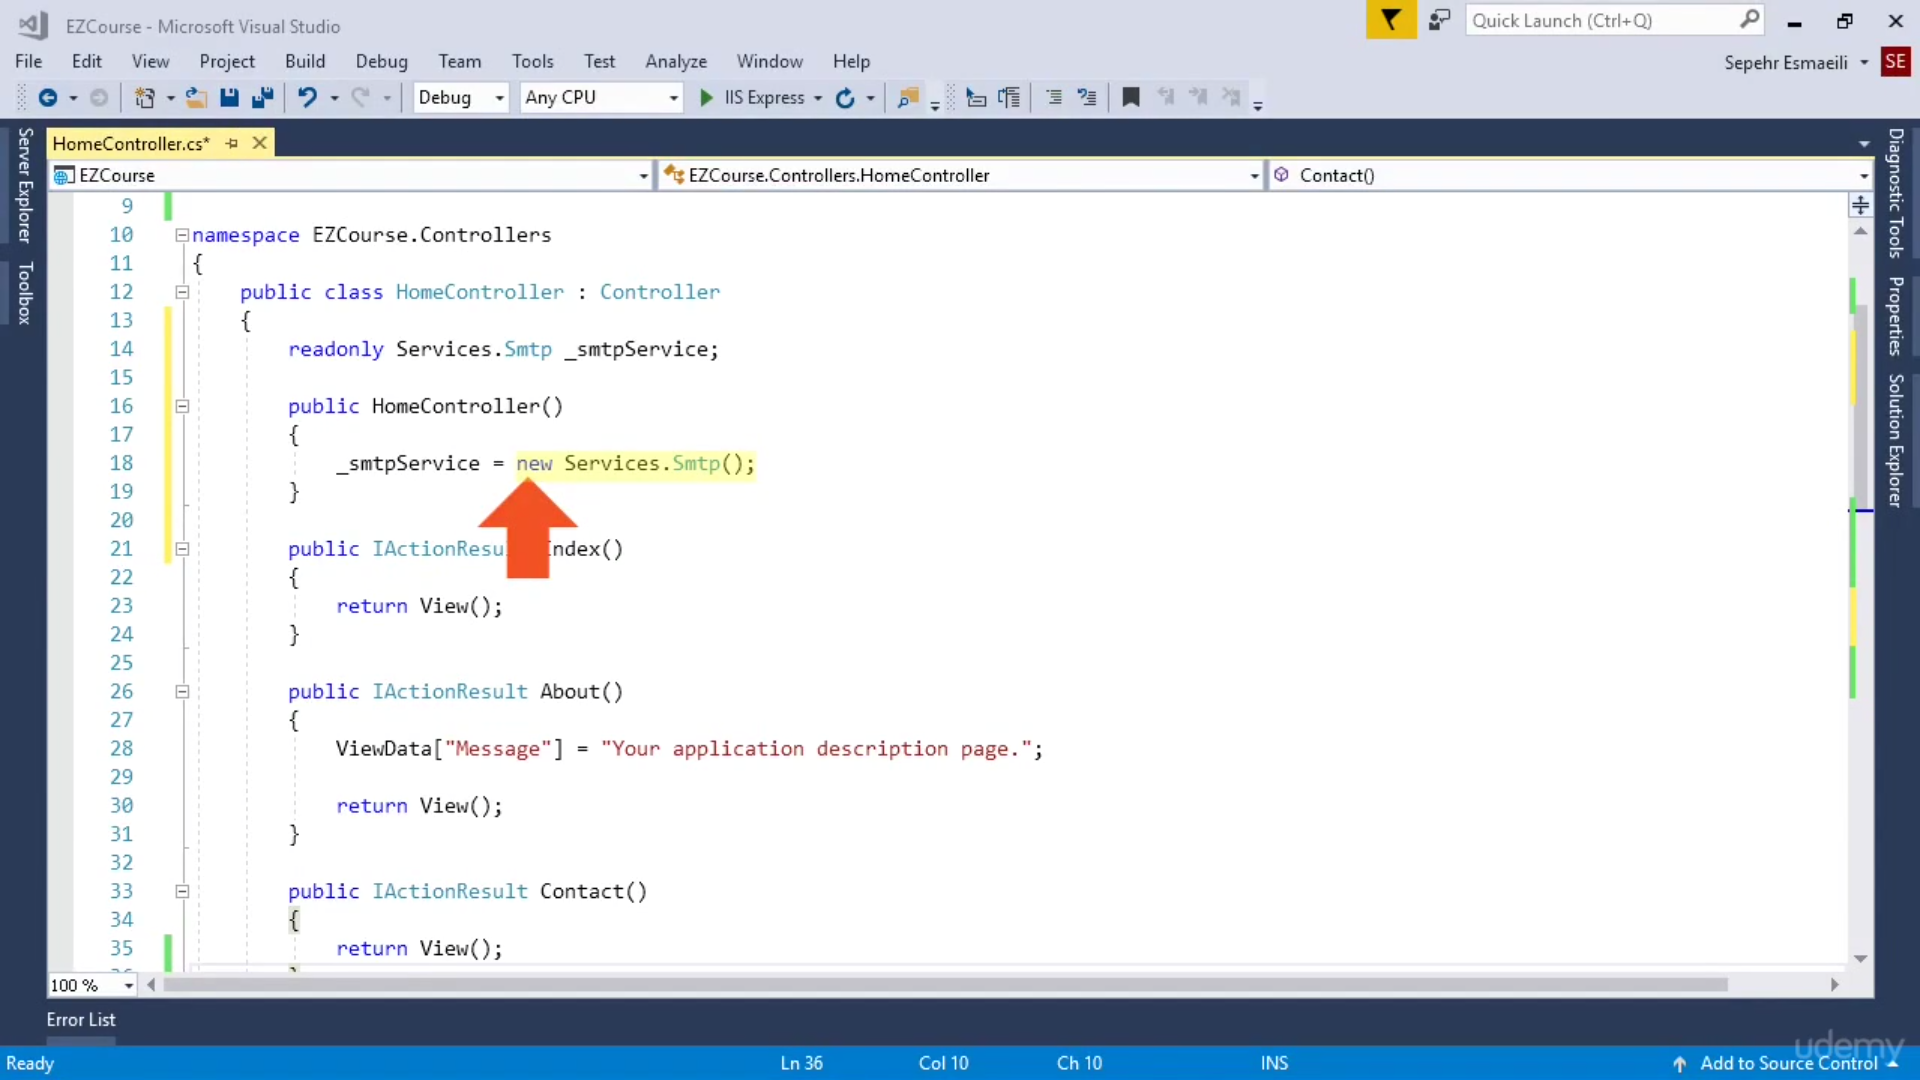 EZCourse - Microsoft Visual Studio
Quick Launch (Ctrl+Q)
File Edit View Project Build Debug Team Tools Test Analyze Window Help
Sepehr Esmaeili SE
Debug Any CPU IIS Express
HomeController.cs*
EZCourse EZCourse.Controllers.HomeController Contact()
Server Explorer
Toolbox
Diagnostic Tools
Properties
Solution Explorer
9
10 namespace EZCourse.Controllers
11 {
12 public class HomeController : Controller
13 {
14 readonly Services.Smtp _smtpService;
15
16 public HomeController()
17 {
18 _smtpService = new Services.Smtp();
19 }
20
21 public IActionResu ndex()
22 {
23 return View();
24 }
25
26 public IActionResult About()
27 {
28 ViewData["Message"] = "Your application description page.";
29
30 return View();
31 }
32
33 public IActionResult Contact()
34 {
35 return View();
100 %
Error List
Ready Ln 36 Col 10 Ch 10 INS Add to Source Control
udemy